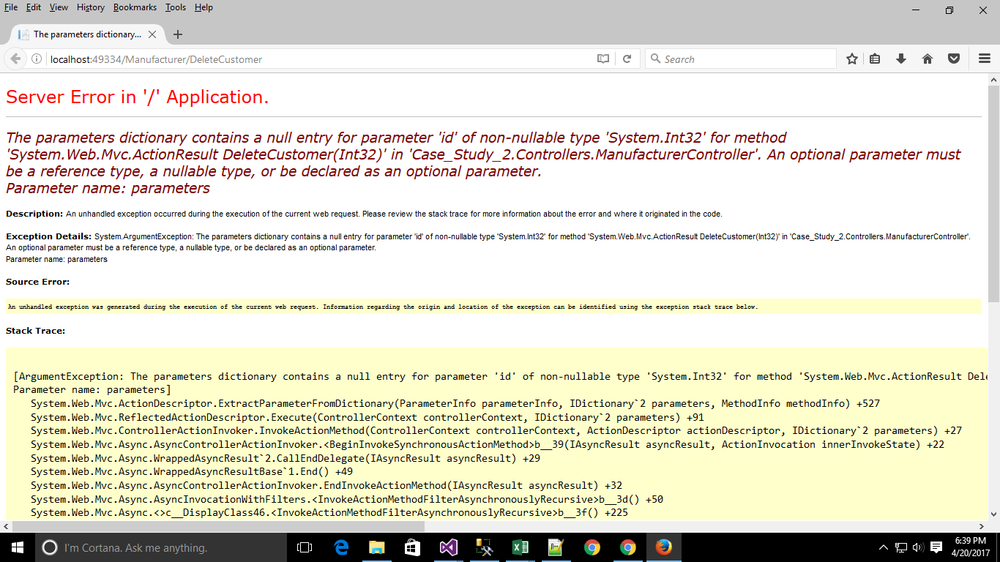 File Edit View History Bookmarks Tools Help
The parameters dictionary...
localhost:49334/Manufacturer/DeleteCustomer
Search
Server Error in '/' Application.
The parameters dictionary contains a null entry for parameter 'id' of non-nullable type 'System.Int32' for method
'System.Web.Mvc.ActionResult DeleteCustomer(Int32)' in 'Case_Study_2.Controllers.ManufacturerController'. An optional parameter must
be a reference type, a nullable type, or be declared as an optional parameter.
Parameter name: parameters
Description: An unhandled exception occurred during the execution of the current web request. Please review the stack trace for more information about the error and where it originated in the code.
Exception Details: System.ArgumentException: The parameters dictionary contains a null entry for parameter 'id' of non-nullable type 'System.Int32' for method 'System.Web.Mvc.ActionResult DeleteCustomer(Int32)' in 'Case_Study_2.Controllers.ManufacturerController'.
An optional parameter must be a reference type, a nullable type, or be declared as an optional parameter.
Parameter name: parameters
Source Error:
An unhandled exception was generated during the execution of the current web request. Information regarding the origin and location of the exception can be identified using the exception stack trace below.
Stack Trace:
[ArgumentException: The parameters dictionary contains a null entry for parameter 'id' of non-nullable type 'System.Int32' for method 'System.Web.Mvc.ActionResult Dele
Parameter name: parameters]
System.Web.Mvc.ActionDescriptor.ExtractParameterFromDictionary(ParameterInfo parameterInfo, IDictionary`2 parameters, MethodInfo methodInfo) +527
System.Web.Mvc.ReflectedActionDescriptor.Execute(ControllerContext controllerContext, IDictionary`2 parameters) +91
System.Web.Mvc.ControllerActionInvoker.InvokeActionMethod(ControllerContext controllerContext, ActionDescriptor actionDescriptor, IDictionary`2 parameters) +27
System.Web.Mvc.Async.AsyncControllerActionInvoker.<BeginInvokeSynchronousActionMethod>b__39(IAsyncResult asyncResult, ActionInvocation innerInvokeState) +22
System.Web.Mvc.Async.WrappedAsyncResult`2.CallEndDelegate(IAsyncResult asyncResult) +29
System.Web.Mvc.Async.WrappedAsyncResultBase`1.End() +49
System.Web.Mvc.Async.AsyncControllerActionInvoker.EndInvokeActionMethod(IAsyncResult asyncResult) +32
System.Web.Mvc.Async.AsyncInvocationWithFilters.<InvokeActionMethodFilterAsynchronouslyRecursive>b__3d() +50
System.Web.Mvc.Async.<>c__DisplayClass46.<InvokeActionMethodFilterAsynchronouslyRecursive>b__3f() +225
I'm Cortana. Ask me anything.
6:39 PM
4/20/2017